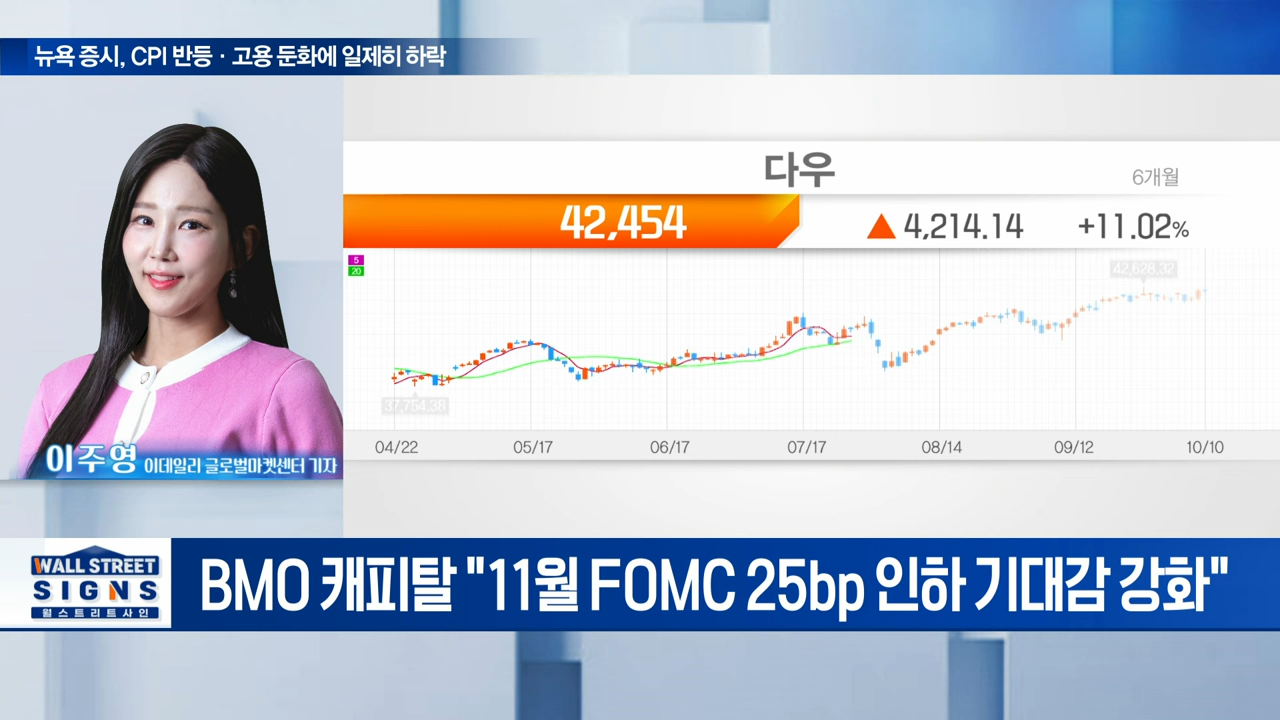 뉴욕 증시, CPI 반등 · 고용 둔화에 일제히 하락
다우
6개월
42,454
▲ 4,214.14 +11.02%
5
20
42,628.32
37,754.38
04/22 05/17 06/17 07/17 08/14 09/12 10/10
이주영 이데일리 글로벌마켓센터 기자
WALL STREET
SIGNS
월스트리트사인
BMO 캐피탈 "11월 FOMC 25bp 인하 기대감 강화"